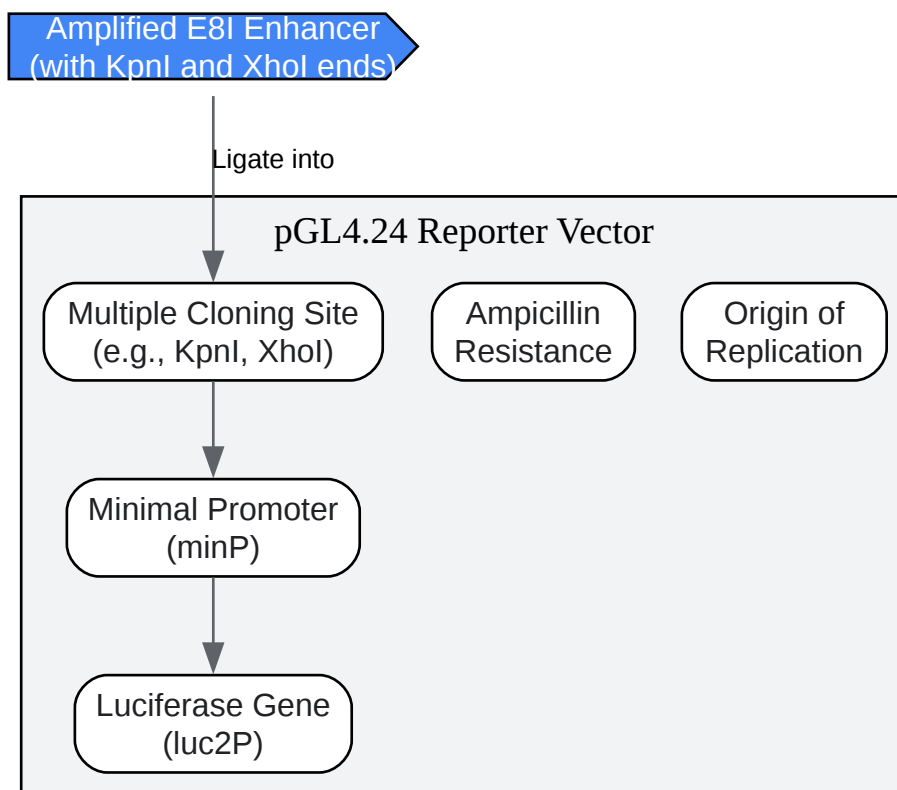 Amplified E8I Enhancer
(with KpnI and XhoI ends)
Ligate into
pGL4.24 Reporter Vector
Multiple Cloning Site
(e.g., KpnI, XhoI)
Ampicillin
Resistance
Origin of
Replication
Minimal Promoter
(minP)
Luciferase Gene
(luc2P)